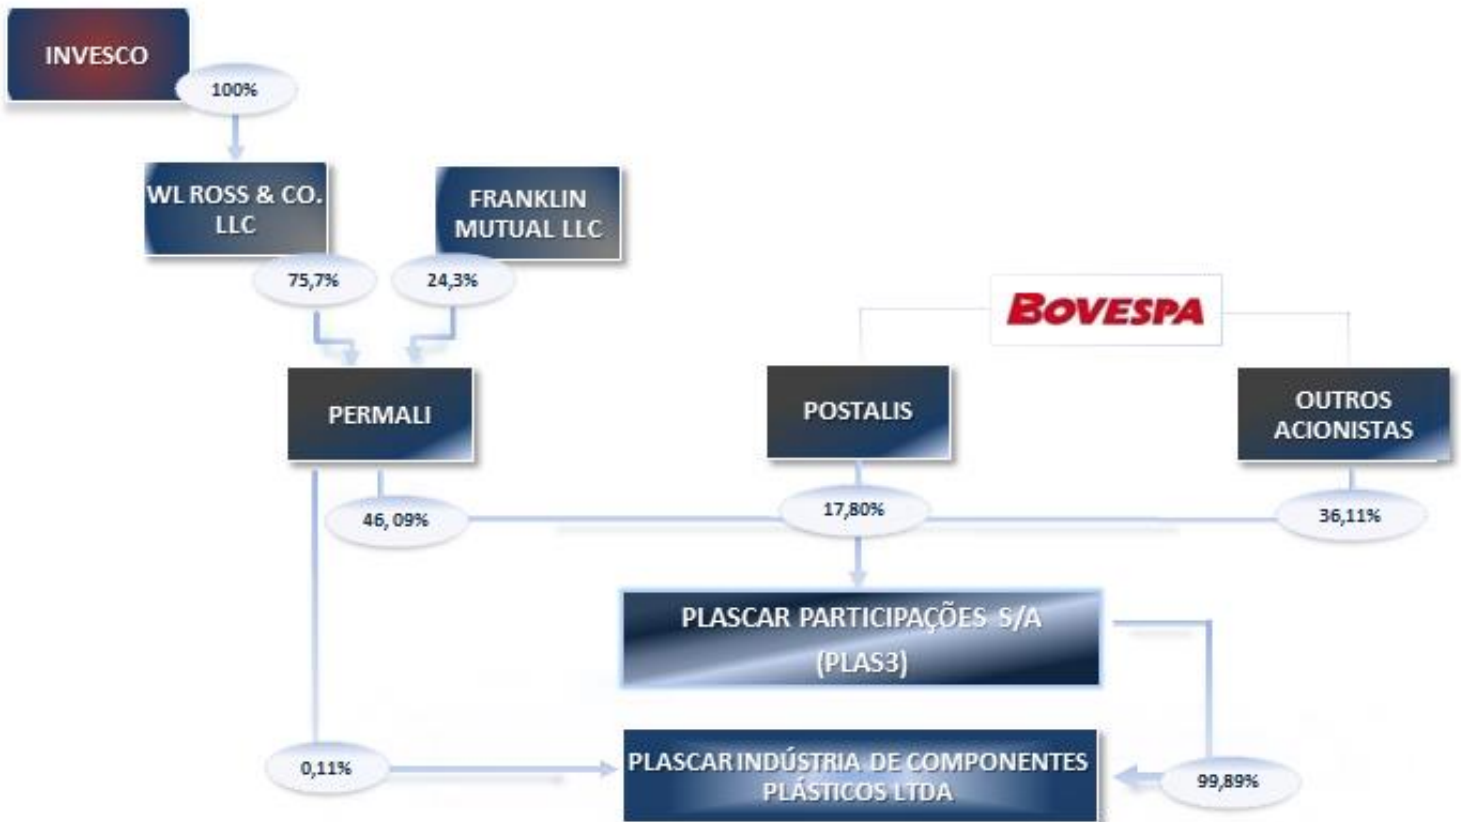 INVESCO
100%
WL ROSS & CO.
LLC
FRANKLIN
MUTUAL LLC
75,7%
24,3%
BOVESPA
PERMALI
POSTALIS
OUTROS
ACIONISTAS
46, 09%
17,80%
36,11%
PLASCAR PARTICIPAÇÕES S/A
(PLAS3)
0,11%
PLASCAR INDÚSTRIA DE COMPONENTES
PLÁSTICOS LTDA
99,89%